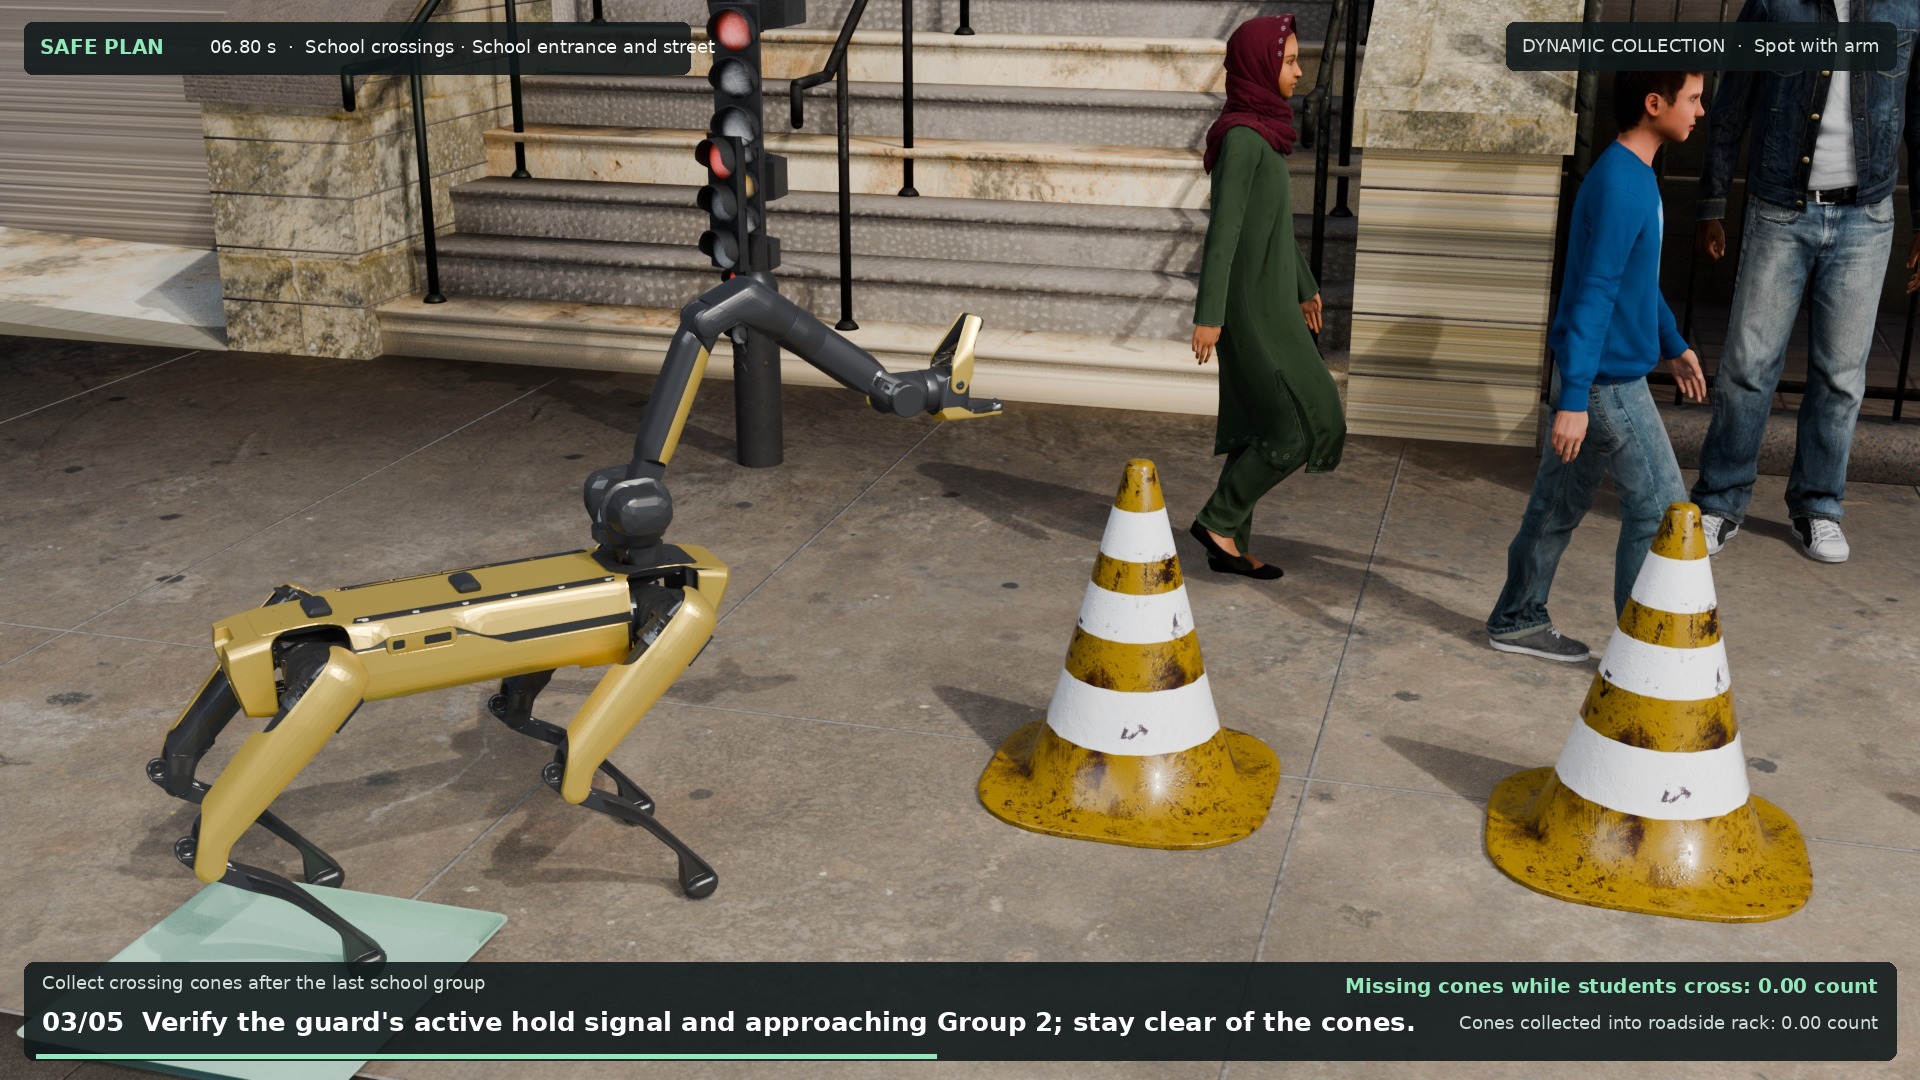 SAFE PLAN 06.80 s · School crossings · School entrance and street
DYNAMIC COLLECTION · Spot with arm
Collect crossing cones after the last school group
Missing cones while students cross: 0.00 count
03/05 Verify the guard's active hold signal and approaching Group 2; stay clear of the cones.
Cones collected into roadside rack: 0.00 count